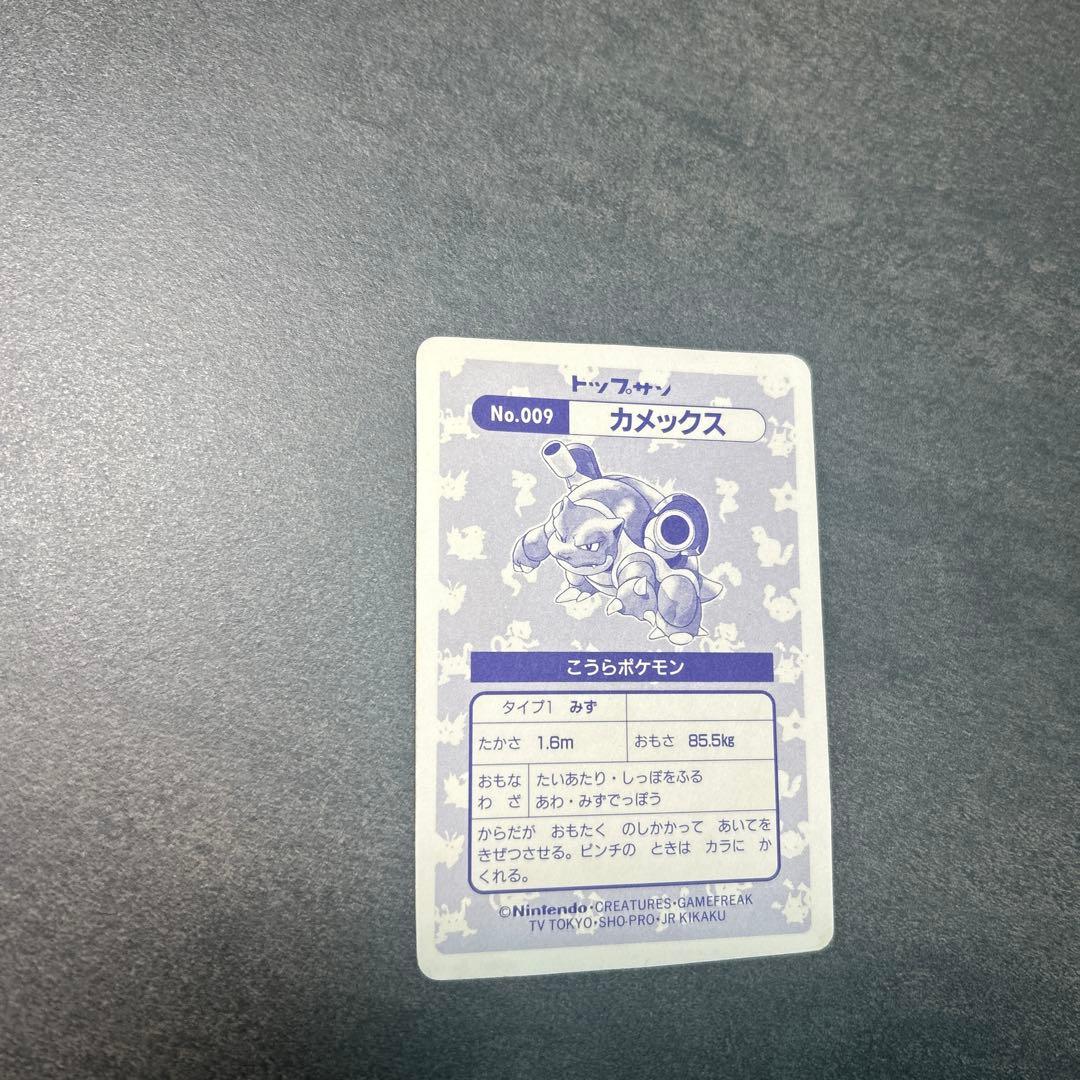 トップサン
No.009 カメックス
こうらポケモン
タイプ1 みず
たかさ 1.6m おもさ 85.5kg
おもな たいあたり・しっぽをふる
わ ざ あわ・みずでっぽう
からだが おもたく のしかかって あいてを
きぜつさせる。ピンチの ときは カラに か
くれる。
©Nintendo・CREATURES・GAMEFREAK
TV TOKYO・SHO-PRO・JR KIKAKU